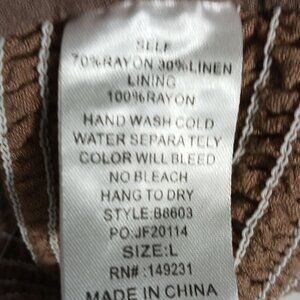 SELF
70%RAYON 30%LINEN
LINING
100%RAYON
HAND WASH COLD
WATER SEPARATELY
COLOR WILL BLEED
NO BLEACH
HANG TO DRY
STYLE:B8603
PO.JF20114
SIZE:L
RN# :149231
MADE IN CHINA